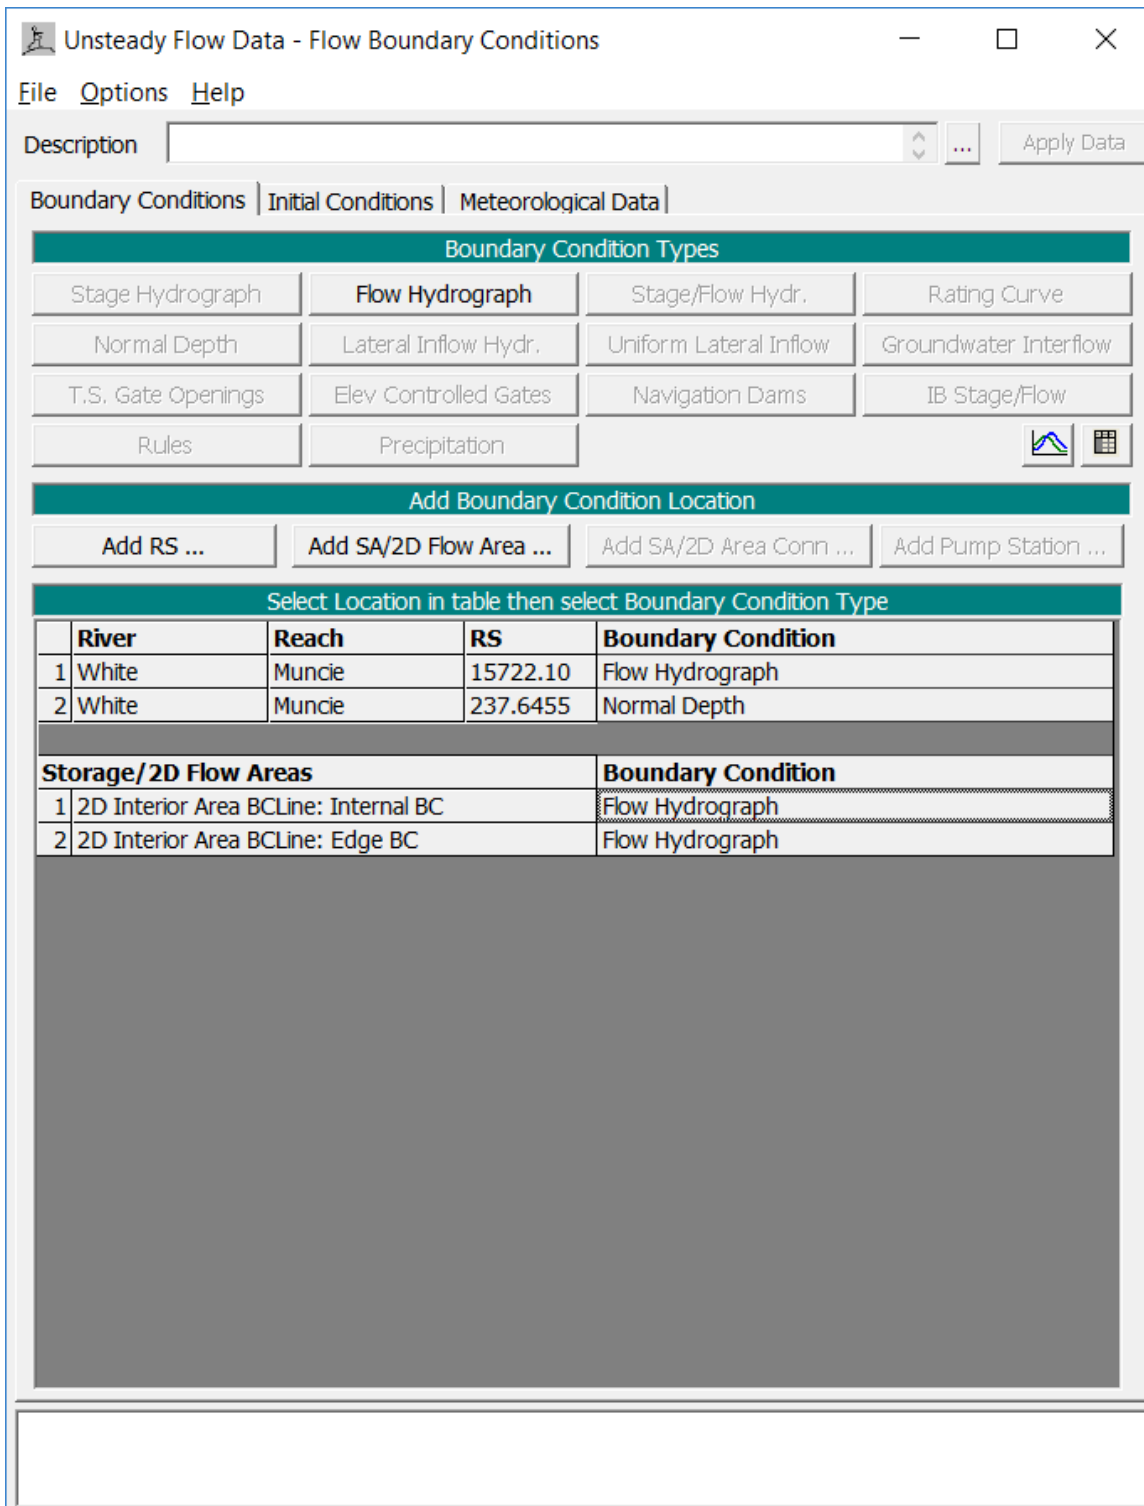 Unsteady Flow Data - Flow Boundary Conditions
File Options Help
Description ... Apply Data
Boundary Conditions Initial Conditions Meteorological Data
Boundary Condition Types
Stage Hydrograph Flow Hydrograph Stage/Flow Hydr. Rating Curve
Normal Depth Lateral Inflow Hydr. Uniform Lateral Inflow Groundwater Interflow
T.S. Gate Openings Elev Controlled Gates Navigation Dams IB Stage/Flow
Rules Precipitation
Add Boundary Condition Location
Add RS ... Add SA/2D Flow Area ... Add SA/2D Area Conn ... Add Pump Station ...
Select Location in table then select Boundary Condition Type
River Reach RS Boundary Condition
1 White Muncie 15722.10 Flow Hydrograph
2 White Muncie 237.6455 Normal Depth
Storage/2D Flow Areas Boundary Condition
1 2D Interior Area BCLine: Internal BC Flow Hydrograph
2 2D Interior Area BCLine: Edge BC Flow Hydrograph